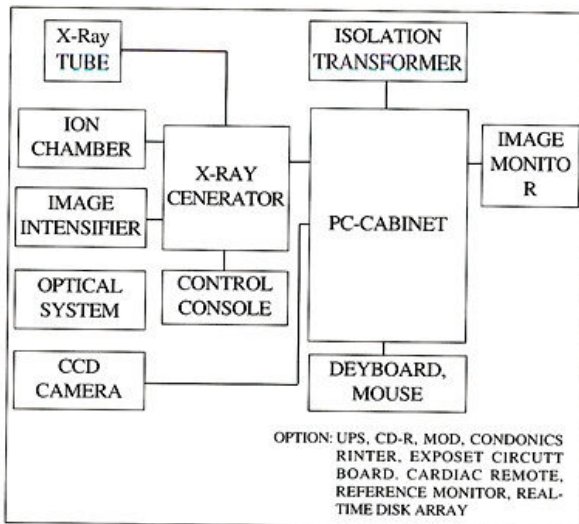 X-Ray
TUBE
ISOLATION
TRANSFORMER
ION
CHAMBER
X-RAY
CENERATOR
IMAGE
MONITO
R
IMAGE
INTENSIFIER
PC-CABINET
OPTICAL
SYSTEM
CONTROL
CONSOLE
CCD
CAMERA
DEYBOARD,
MOUSE
OPTION: UPS, CD-R, MOD, CONDONICS
RINTER, EXPOSET CIRCUTT
BOARD, CARDIAC REMOTE,
REFERENCE MONITOR, REAL-
TIME DISK ARRAY